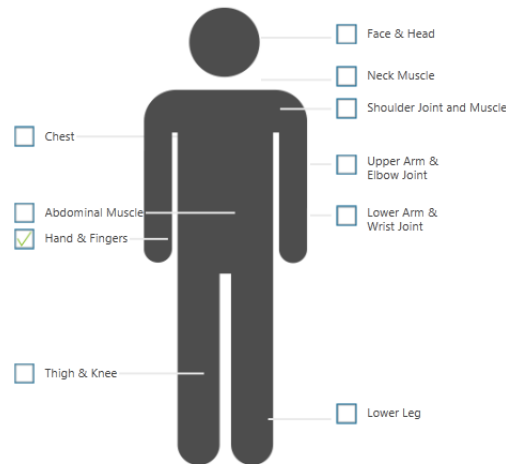 Face & Head
Neck Muscle
Shoulder Joint and Muscle
Chest
Upper Arm &
Elbow Joint
Abdominal Muscle
Lower Arm &
Wrist Joint
Hand & Fingers
Thigh & Knee
Lower Leg